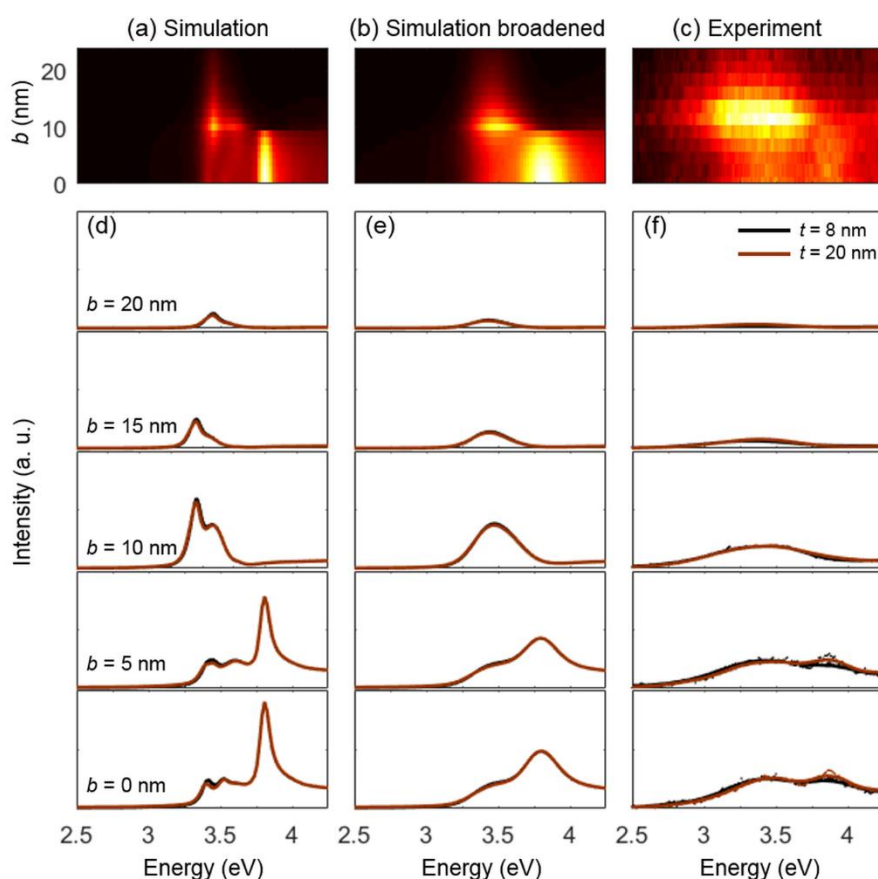 (a) Simulation
(b) Simulation broadened
(c) Experiment
b (nm)
20
10
0
(d)
(e)
(f)
t = 8 nm
t = 20 nm
b = 20 nm
b = 15 nm
b = 10 nm
b = 5 nm
b = 0 nm
Intensity (a. u.)
2.5 3 3.5 4
2.5 3 3.5 4
2.5 3 3.5 4
Energy (eV)
Energy (eV)
Energy (eV)